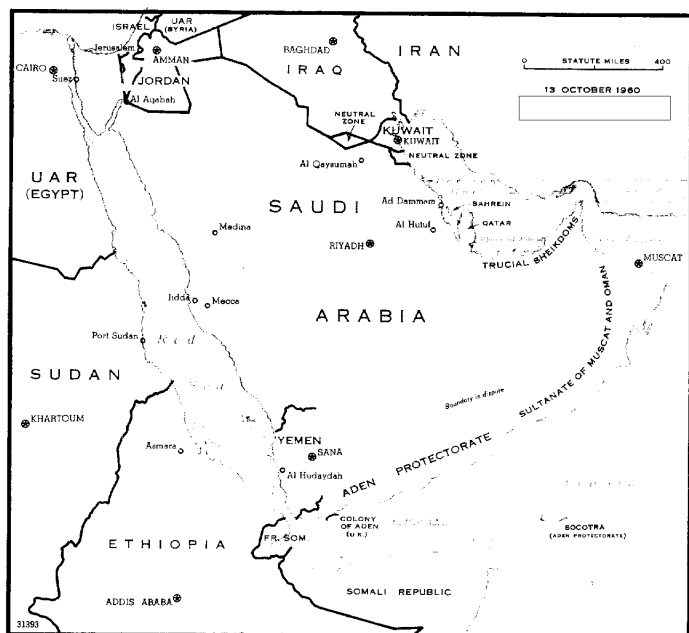 ISRAEL
UAR
(SYRIA)
Jerusalem
AMMAN
JORDAN
CAIRO
Suez
Al Aqabah
BAGHDAD
IRAQ
IRAN
0 STATUTE MILES 400
13 OCTOBER 1960
NEUTRAL
ZONE
KUWAIT
KUWAIT
NEUTRAL ZONE
Al Qaysumah
UAR
(EGYPT)
SAUDI
Ad Dammam
BAHREIN
QATAR
Al Hufuf
Medina
RIYADH
TRUCIAL SHEIKDOMS
MUSCAT
Jidda
Mecca
ARABIA
Port Sudan
Red
SUDAN
Boundary in dispute
SULTANATE OF MUSCAT AND OMAN
KHARTOUM
Asmara
YEMEN
SANA
Al Hudaydah
ADEN PROTECTORATE
COLONY
OF ADEN
(U.K.)
SOCOTRA
(ADEN PROTECTORATE)
FR. SOM.
ETHIOPIA
SOMALI REPUBLIC
ADDIS ABABA
31393